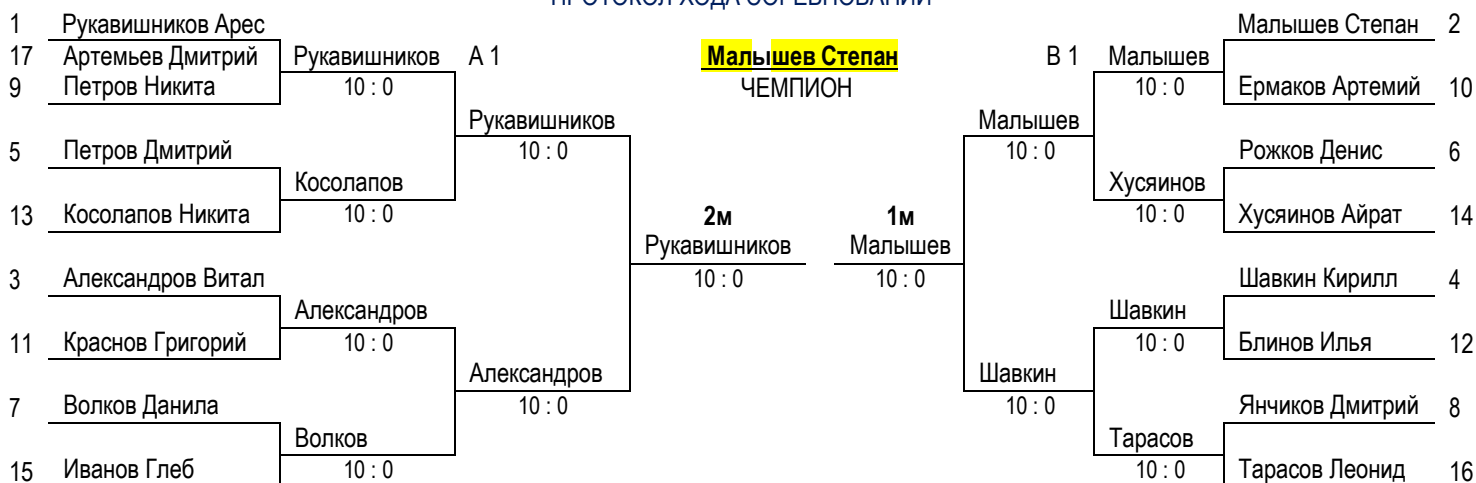 ПРОТОКОЛ ХОДА СОРЕВНОВАНИЙ
1 Рукавишников Арес
17 Артемьев Дмитрий
9 Петров Никита
Рукавишников A 1
10 : 0
Рукавишников
10 : 0
5 Петров Дмитрий
Косолапов
13 Косолапов Никита
10 : 0
2м
Рукавишников
10 : 0
3 Александров Витал
Александров
11 Краснов Григорий
10 : 0
Александров
10 : 0
7 Волков Данила
Волков
15 Иванов Глеб
10 : 0
Малышев Степан
ЧЕМПИОН
1м
Малышев
10 : 0
Малышев Степан 2
B 1 Малышев
10 : 0
Ермаков Артемий 10
Малышев
10 : 0
Рожков Денис 6
Хусяинов
10 : 0
Хусяинов Айрат 14
Шавкин Кирилл 4
Шавкин
10 : 0
Блинов Илья 12
Шавкин
10 : 0
Янчиков Дмитрий 8
Тарасов
10 : 0
Тарасов Леонид 16